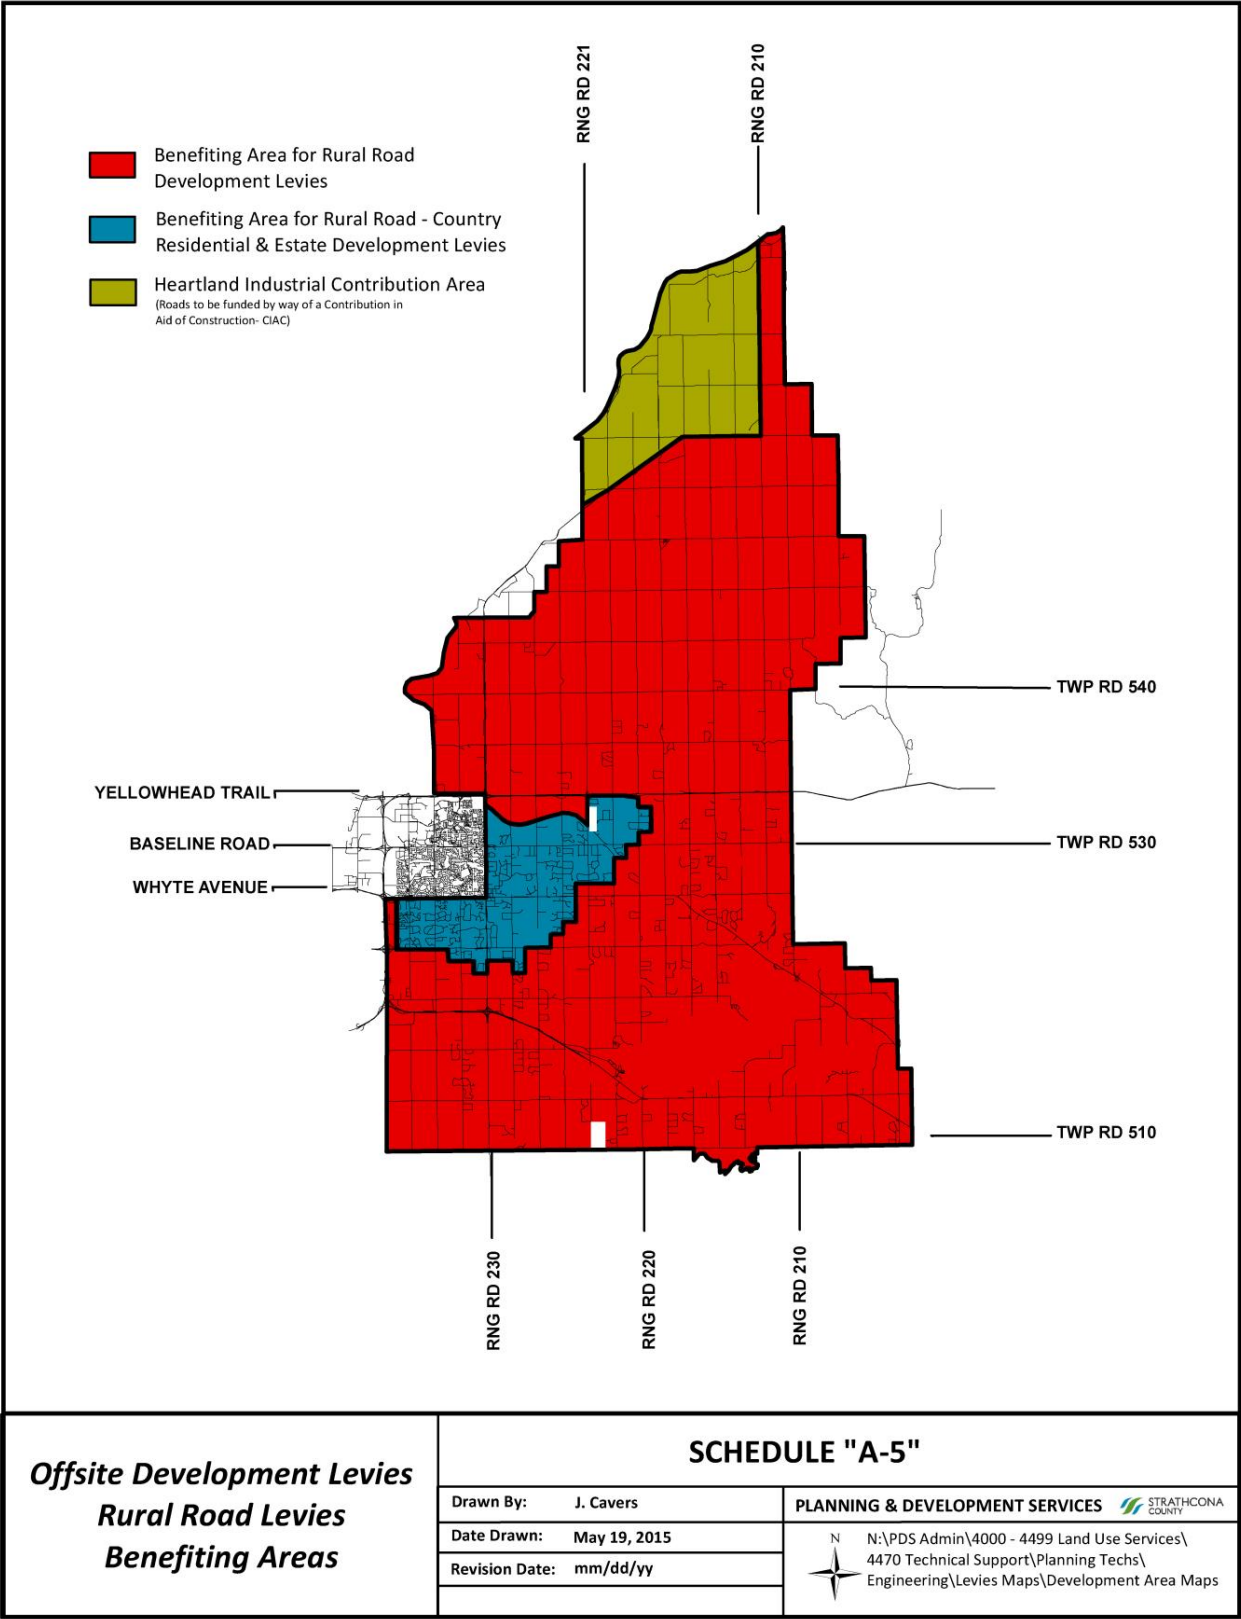 RNG RD 221
RNG RD 210
Benefiting Area for Rural Road
Development Levies
Benefiting Area for Rural Road - Country
Residential & Estate Development Levies
Heartland Industrial Contribution Area
(Roads to be funded by way of a Contribution in
Aid of Construction- CIAC)
TWP RD 540
YELLOWHEAD TRAIL
BASELINE ROAD
TWP RD 530
WHYTE AVENUE
TWP RD 510
RNG RD 230
RNG RD 220
RNG RD 210
Offsite Development Levies
Rural Road Levies
Benefiting Areas
SCHEDULE "A-5"
Drawn By: J. Cavers
Date Drawn: May 19, 2015
Revision Date: mm/dd/yy
PLANNING & DEVELOPMENT SERVICES
STRATHCONA
COUNTY
N
N:\PDS Admin\4000 - 4499 Land Use Services\
4470 Technical Support\Planning Techs\
Engineering\Levies Maps\Development Area Maps